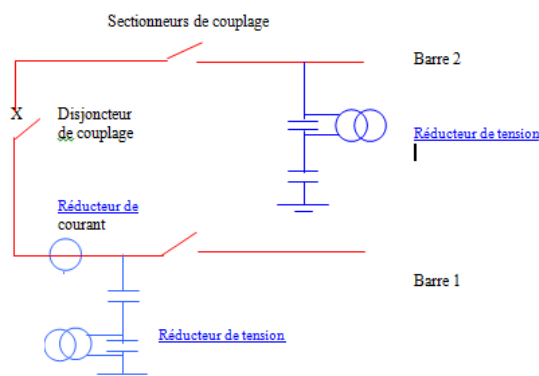 Sectionneurs de couplage
Barre 2
X
Disjoncteur
de couplage
Réducteur de tension
Réducteur de
courant
Barre 1
Réducteur de tension